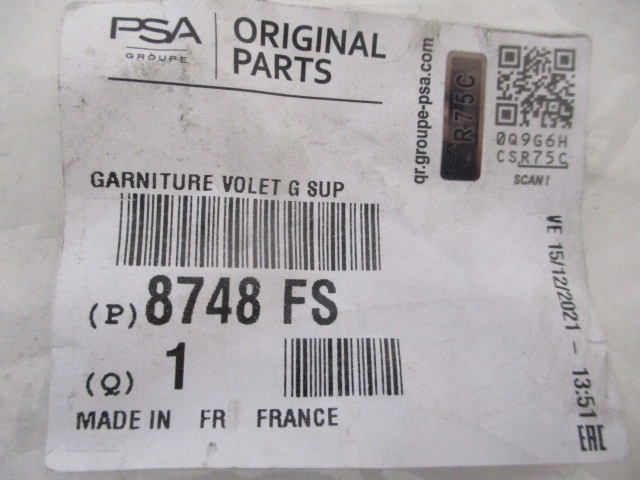 PSA
GROUPE
ORIGINAL
PARTS
qr.groupe-psa.com
R75C
0Q9G6H
CSR75C
SCAN!
GARNITURE VOLET G SUP
(P) 8748 FS
(Q) 1
MADE IN FR FRANCE
VE 15/12/2021 - 13:51
EAC